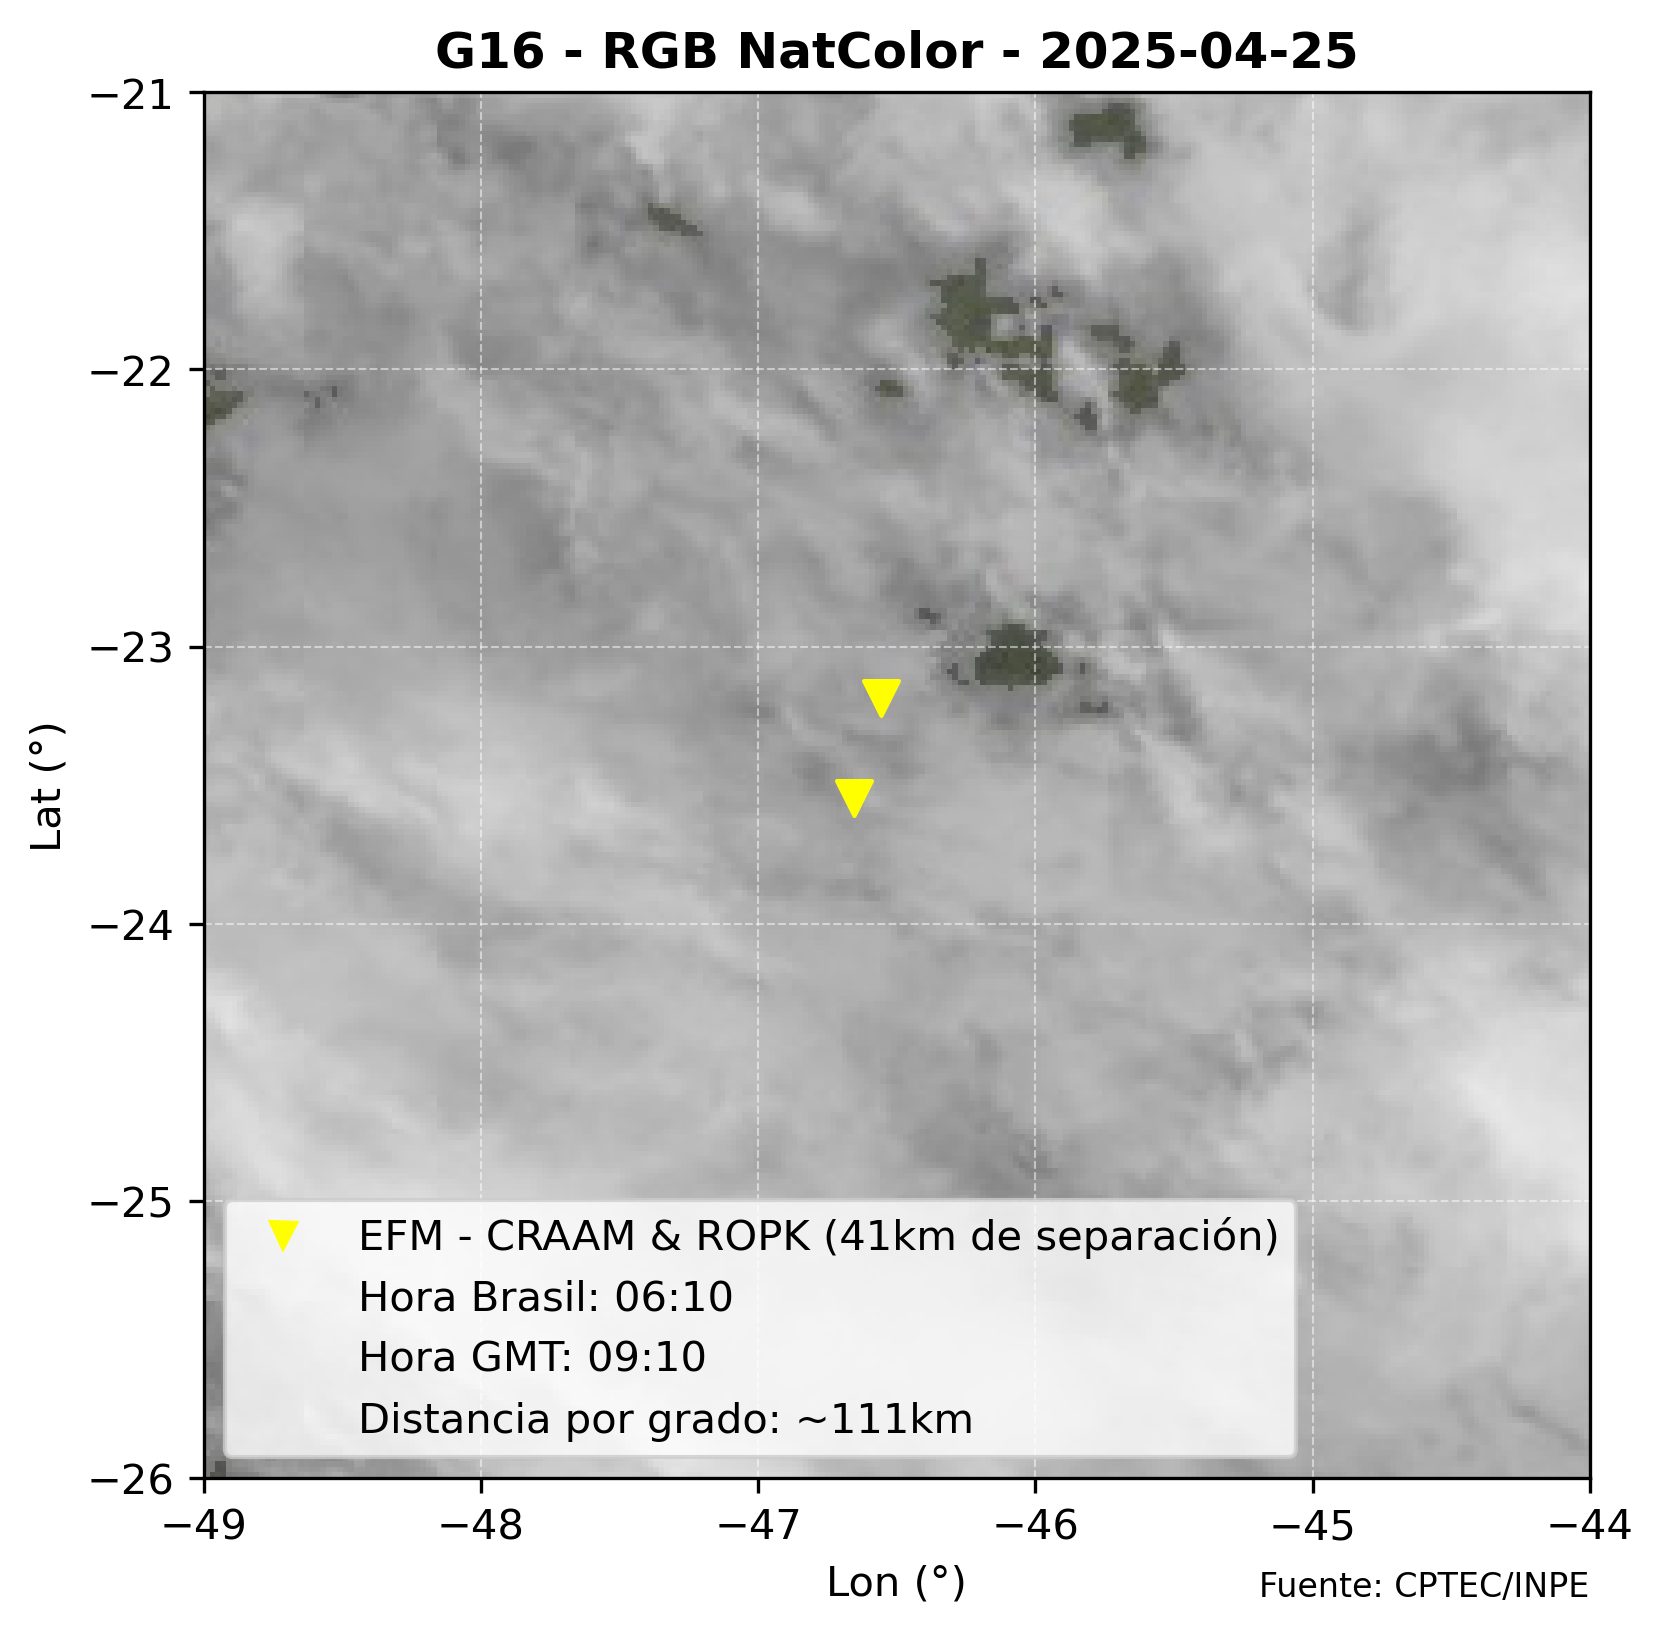 G16 - RGB NatColor - 2025-04-25
−21
−22
−23
−24
−25
−26
Lat (°)
EFM - CRAAM & ROPK (41km de separación)
Hora Brasil: 06:10
Hora GMT: 09:10
Distancia por grado: ~111km
−49 −48 −47 −46 −45 −44
Lon (°)
Fuente: CPTEC/INPE